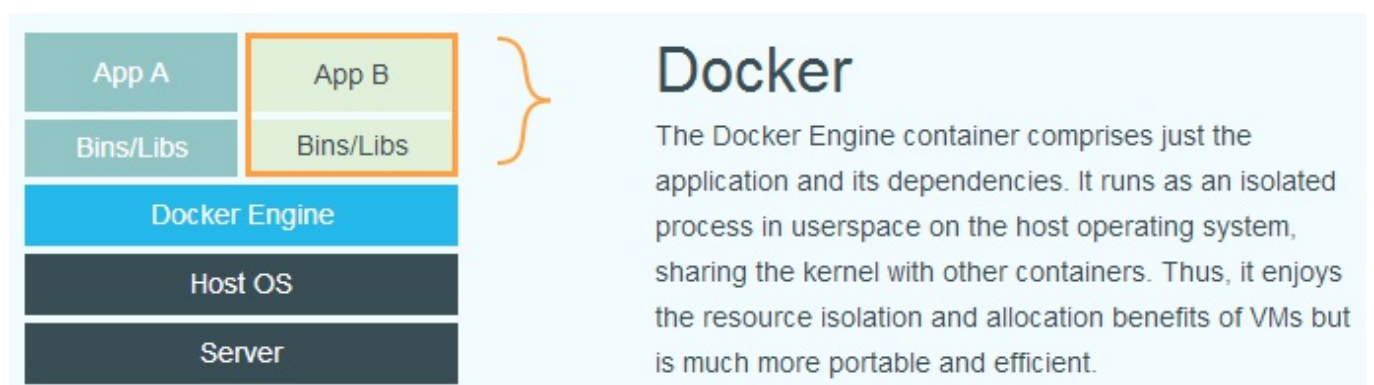 App A
App B
Bins/Libs
Bins/Libs
Docker Engine
Host OS
Server
Docker
The Docker Engine container comprises just the
application and its dependencies. It runs as an isolated
process in userspace on the host operating system,
sharing the kernel with other containers. Thus, it enjoys
the resource isolation and allocation benefits of VMs but
is much more portable and efficient.